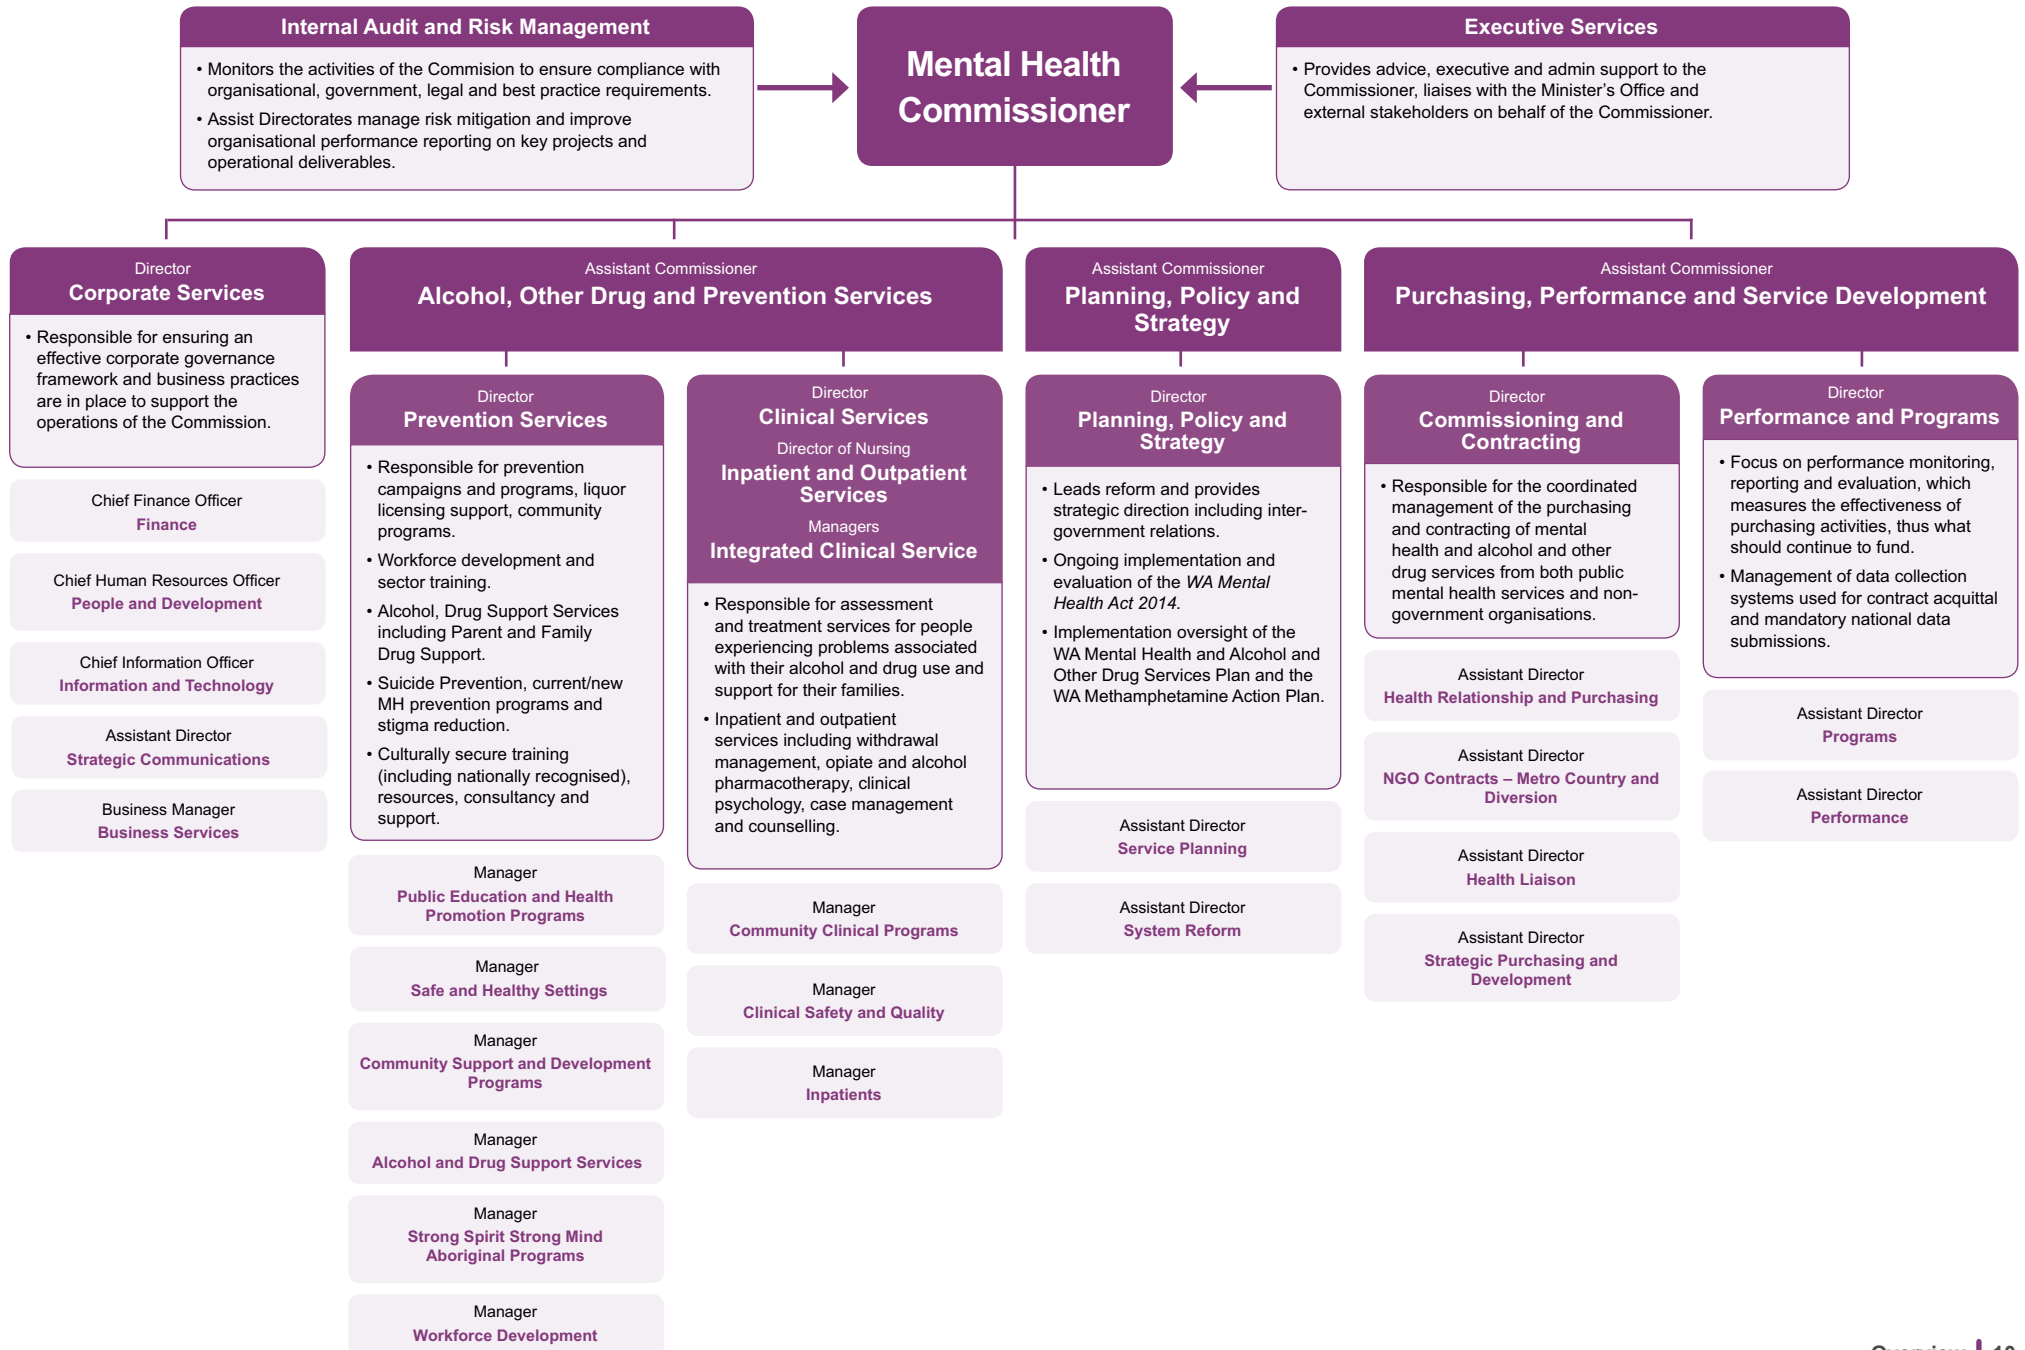 Internal Audit and Risk Management
• Monitors the activities of the Commision to ensure compliance with
organisational, government, legal and best practice requirements.
• Assist Directorates manage risk mitigation and improve
organisational performance reporting on key projects and
operational deliverables.
Mental Health
Commissioner
Executive Services
• Provides advice, executive and admin support to the
Commissioner, liaises with the Minister's Office and
external stakeholders on behalf of the Commissioner.
Director
Corporate Services
• Responsible for ensuring an
effective corporate governance
framework and business practices
are in place to support the
operations of the Commission.
Chief Finance Officer
Finance
Chief Human Resources Officer
People and Development
Chief Information Officer
Information and Technology
Assistant Director
Strategic Communications
Business Manager
Business Services
Assistant Commissioner
Alcohol, Other Drug and Prevention Services
Director
Prevention Services
• Responsible for prevention
campaigns and programs, liquor
licensing support, community
programs.
• Workforce development and
sector training.
• Alcohol, Drug Support Services
including Parent and Family
Drug Support.
• Suicide Prevention, current/new
MH prevention programs and
stigma reduction.
• Culturally secure training
(including nationally recognised),
resources, consultancy and
support.
Manager
Public Education and Health
Promotion Programs
Manager
Safe and Healthy Settings
Manager
Community Support and Development
Programs
Manager
Alcohol and Drug Support Services
Manager
Strong Spirit Strong Mind
Aboriginal Programs
Manager
Workforce Development
Director
Clinical Services
Director of Nursing
Inpatient and Outpatient
Services
Managers
Integrated Clinical Service
• Responsible for assessment
and treatment services for people
experiencing problems associated
with their alcohol and drug use and
support for their families.
• Inpatient and outpatient
services including withdrawal
management, opiate and alcohol
pharmacotherapy, clinical
psychology, case management
and counselling.
Manager
Community Clinical Programs
Manager
Clinical Safety and Quality
Manager
Inpatients
Assistant Commissioner
Planning, Policy and
Strategy
Director
Planning, Policy and
Strategy
• Leads reform and provides
strategic direction including inter-
government relations.
• Ongoing implementation and
evaluation of the WA Mental
Health Act 2014.
• Implementation oversight of the
WA Mental Health and Alcohol and
Other Drug Services Plan and the
WA Methamphetamine Action Plan.
Assistant Director
Service Planning
Assistant Director
System Reform
Assistant Commissioner
Purchasing, Performance and Service Development
Director
Commissioning and
Contracting
• Responsible for the coordinated
management of the purchasing
and contracting of mental
health and alcohol and other
drug services from both public
mental health services and non-
government organisations.
Assistant Director
Health Relationship and Purchasing
Assistant Director
NGO Contracts – Metro Country and
Diversion
Assistant Director
Health Liaison
Assistant Director
Strategic Purchasing and
Development
Director
Performance and Programs
• Focus on performance monitoring,
reporting and evaluation, which
measures the effectiveness of
purchasing activities, thus what
should continue to fund.
• Management of data collection
systems used for contract acquittal
and mandatory national data
submissions.
Assistant Director
Programs
Assistant Director
Performance
Overview